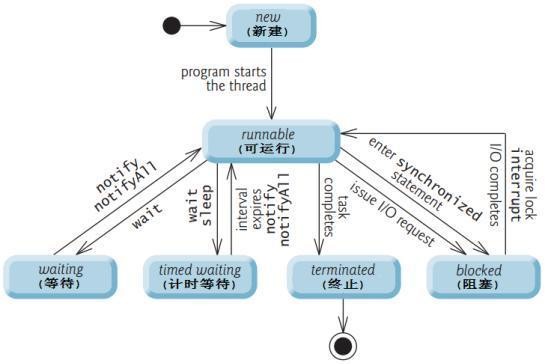 new
(新建)
program starts
the thread
runnable
(可运行)
notify
notifyAll
wait
wait
sleep
interval
expires
notify
notifyAll
task
completes
enter synchronized
statement
issue I/O request
acquire lock
interrupt
I/O completes
waiting
(等待)
timed waiting
(计时等待)
terminated
(终止)
blocked
(阻塞)